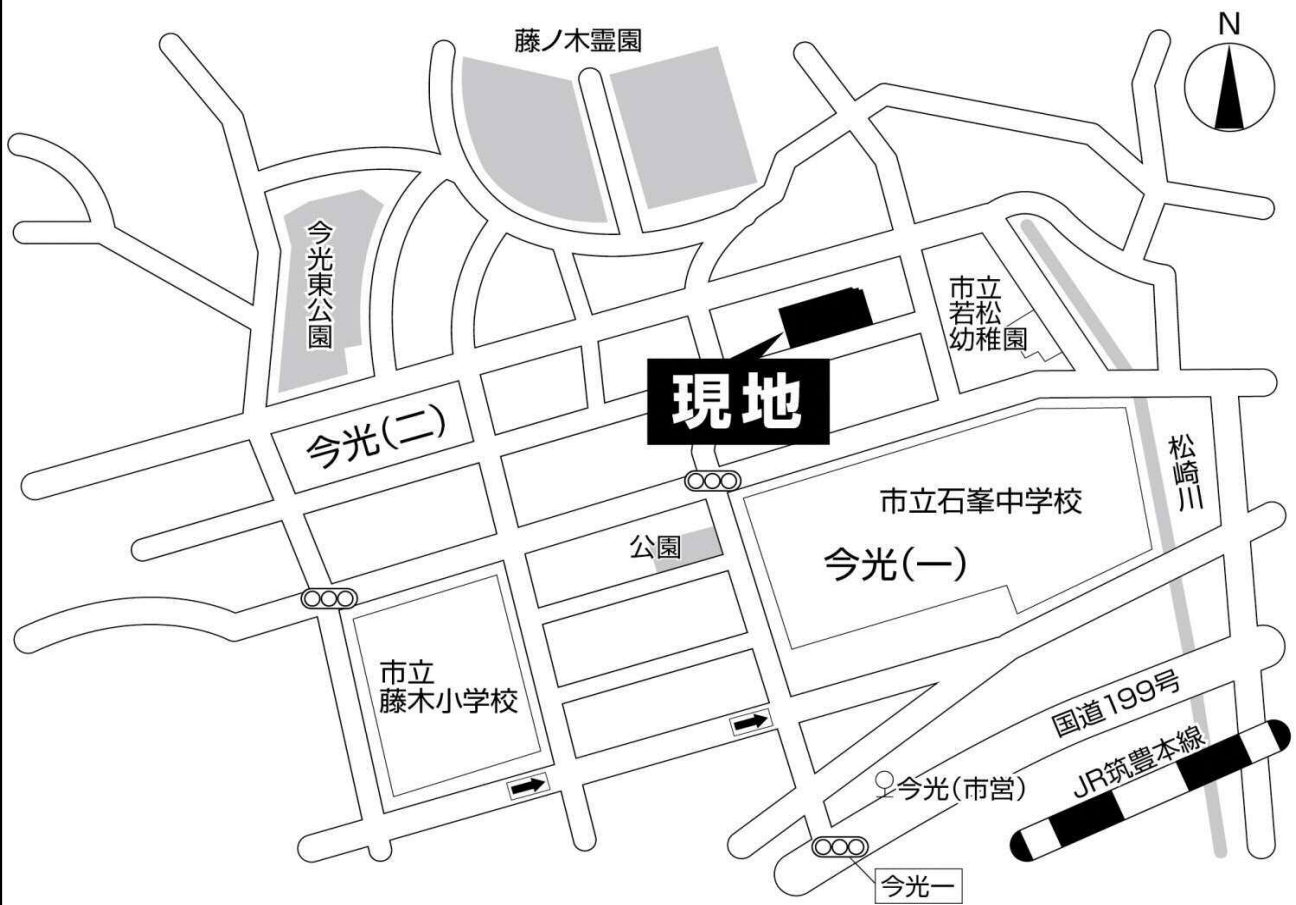 藤ノ木霊園
N
今光東公園
市立
若松
幼稚園
現地
今光(二)
松崎川
市立石峯中学校
公園
今光(一)
市立
藤木小学校
国道199号
JR筑豊本線
今光(市営)
今光一